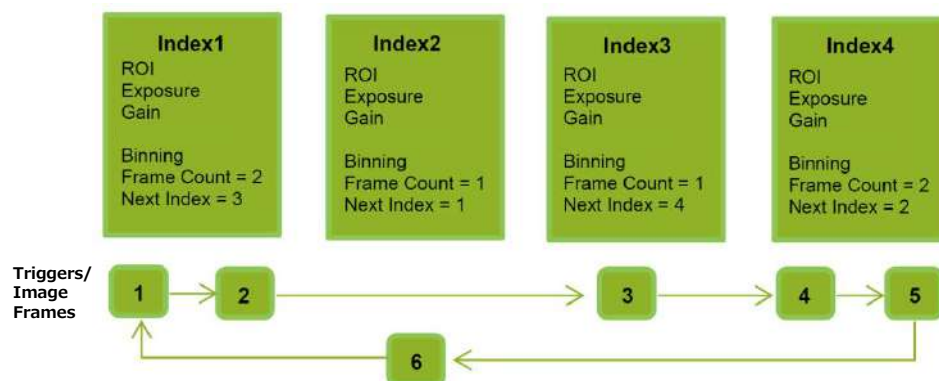 Index1
ROI
Exposure
Gain
Binning
Frame Count = 2
Next Index = 3
Index2
ROI
Exposure
Gain
Binning
Frame Count = 1
Next Index = 1
Index3
ROI
Exposure
Gain
Binning
Frame Count = 1
Next Index = 4
Index4
ROI
Exposure
Gain
Binning
Frame Count = 2
Next Index = 2
Triggers/
Image
Frames
1
2
3
4
5
6